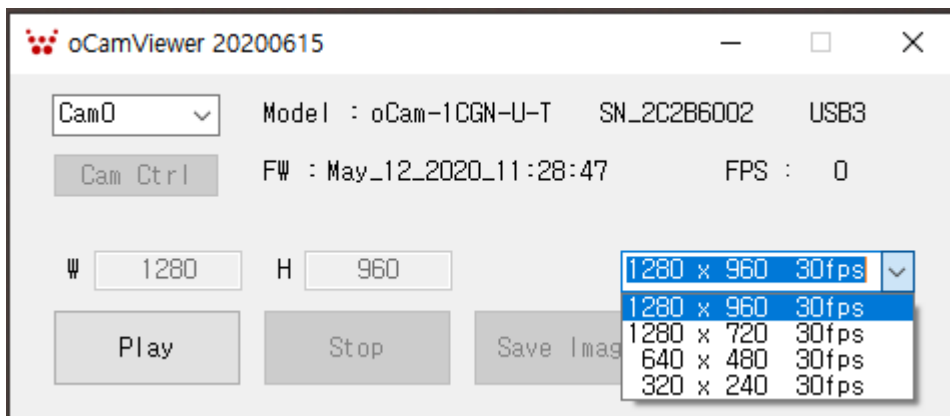 oCamViewer 20200615
Cam0 Model : oCam-1CGN-U-T SN_2C2B6002 USB3
Cam Ctrl FW : May_12_2020_11:28:47 FPS : 0
W 1280 H 960 1280 x 960 30fps
1280 x 960 30fps
1280 x 720 30fps
640 x 480 30fps
320 x 240 30fps
Play Stop Save Imag